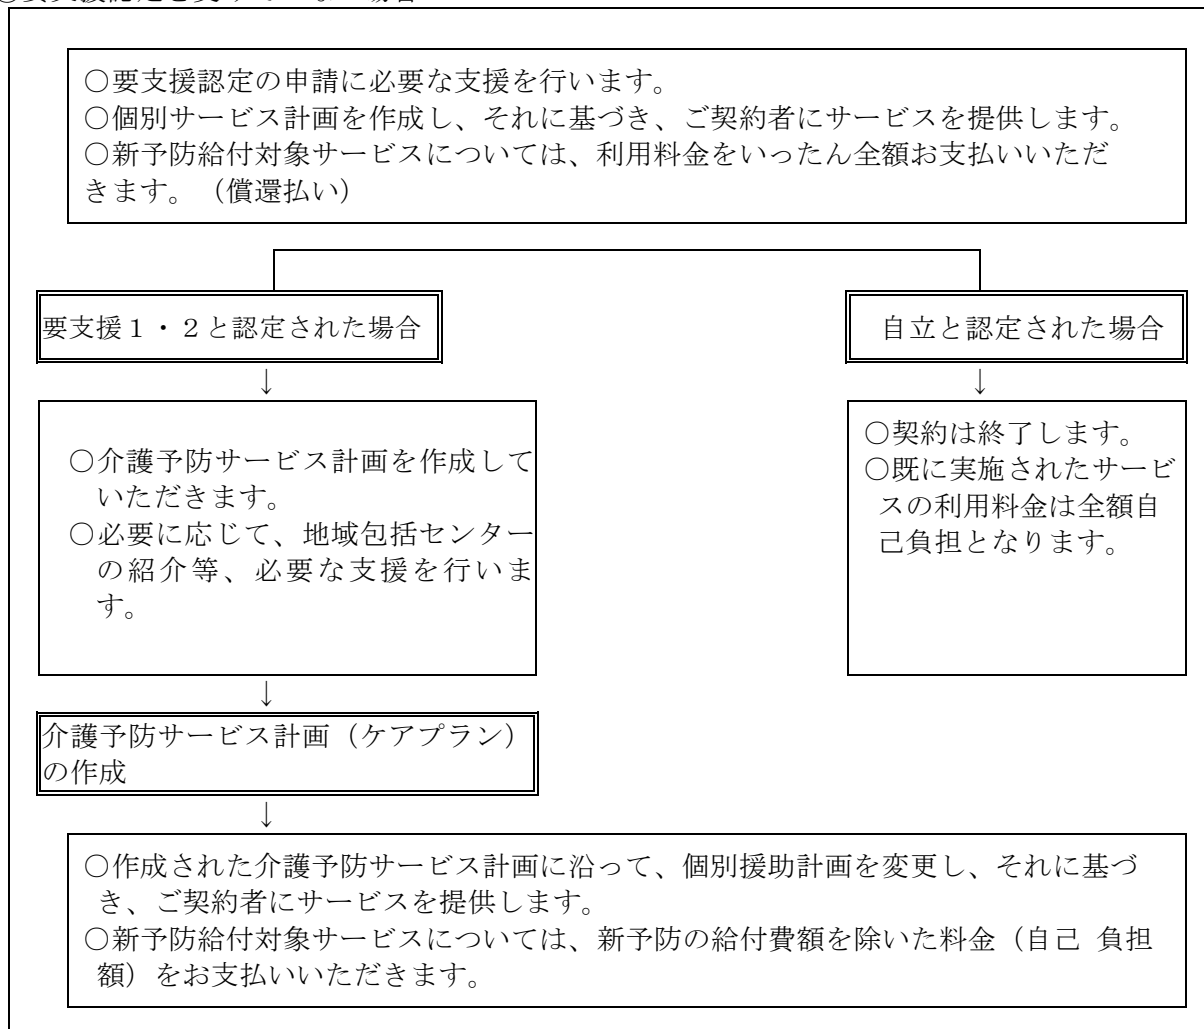 ○要支援認定の申請に必要な支援を行います。
○個別サービス計画を作成し、それに基づき、ご契約者にサービスを提供します。
○新予防給付対象サービスについては、利用料金をいったん全額お支払いいただ
きます。（償還払い）
要支援１・２と認定された場合
自立と認定された場合
↓
↓
○介護予防サービス計画を作成して
いただきます。
○必要に応じて、地域包括センター
の紹介等、必要な支援を行いま
す。
○契約は終了します。
○既に実施されたサービ
スの利用料金は全額自
己負担となります。
↓
介護予防サービス計画（ケアプラン）
の作成
↓
○作成された介護予防サービス計画に沿って、個別援助計画を変更し、それに基づ
き、ご契約者にサービスを提供します。
○新予防給付対象サービスについては、新予防の給付費額を除いた料金（自己 負担
額）をお支払いいただきます。